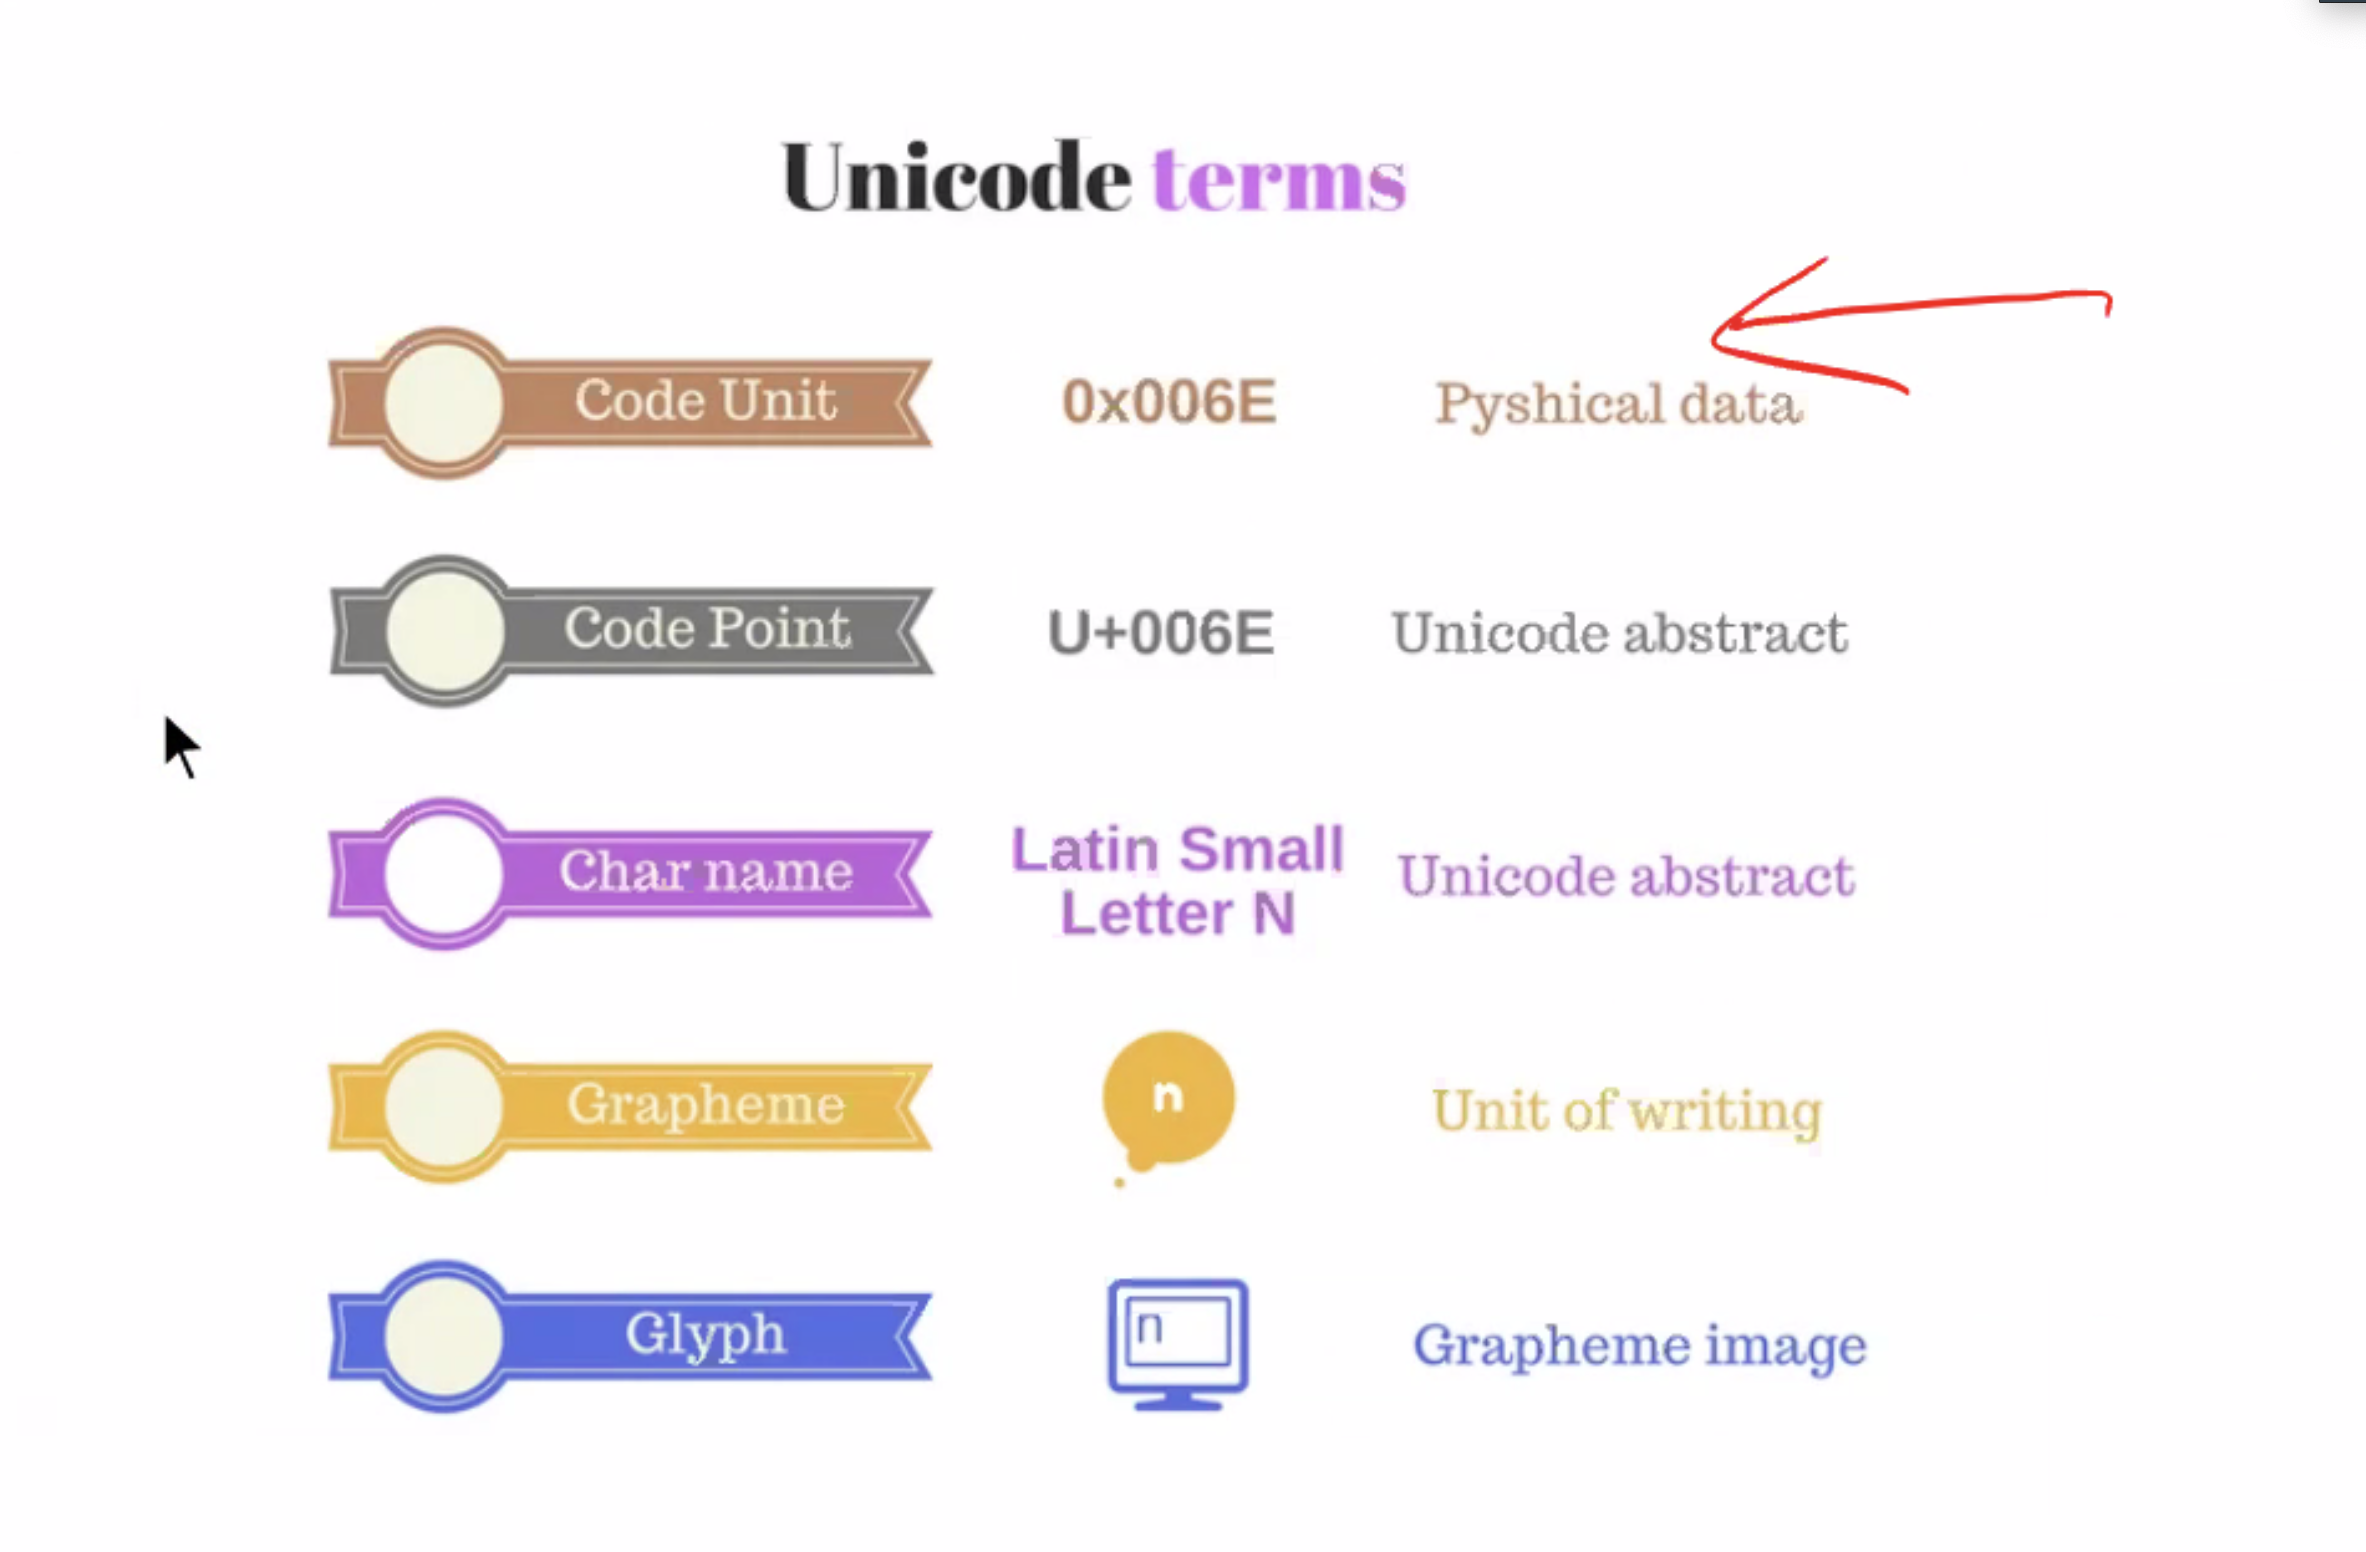 Unicode terms
Code Unit 0x006E Pyshical data
Code Point U+006E Unicode abstract
Char name Latin Small Letter N Unicode abstract
Grapheme n Unit of writing
Glyph n Grapheme image